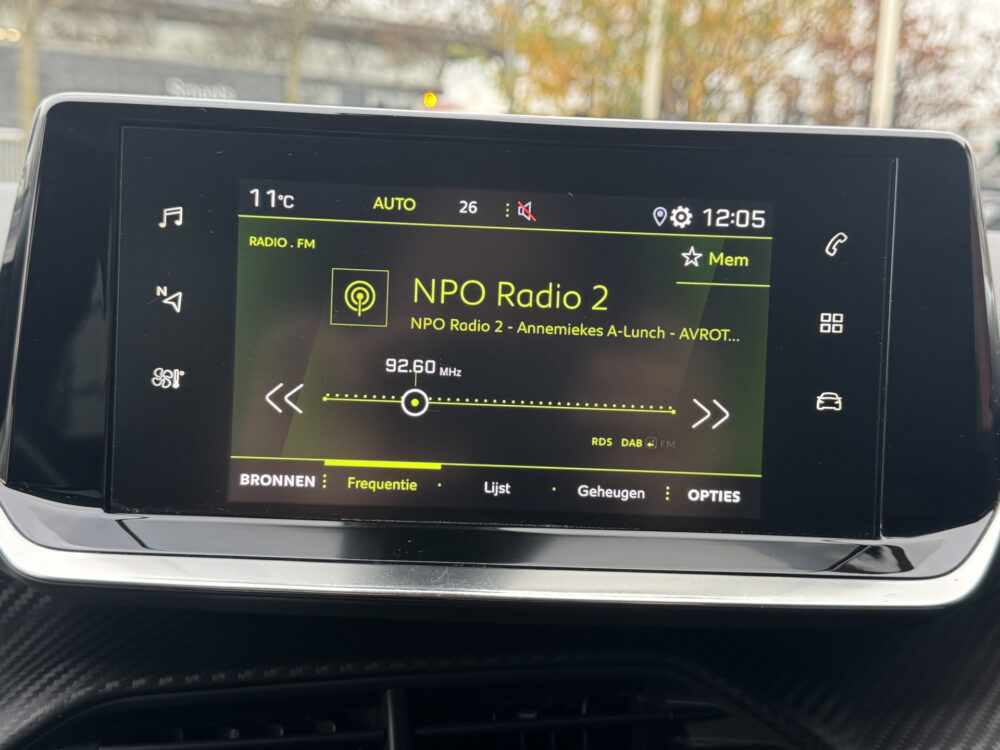 11°C AUTO 26 12:05
RADIO . FM
Mem
NPO Radio 2
NPO Radio 2 - Annemiekes A-Lunch - AVROT...
N
92.60 MHz
RDS DAB FM
BRONNEN Frequentie Lijst Geheugen OPTIES